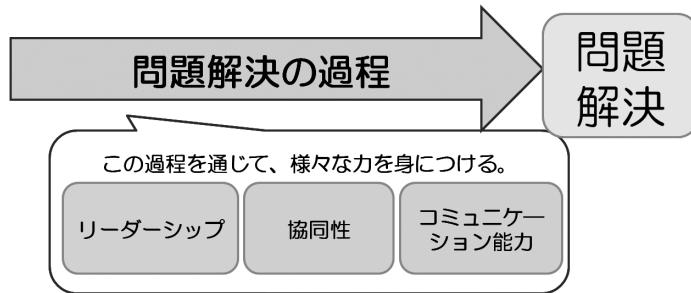 問題解決の過程
問題
解決
この過程を通じて、様々な力を身につける。
リーダーシップ
協同性
コミュニケー
ション能力